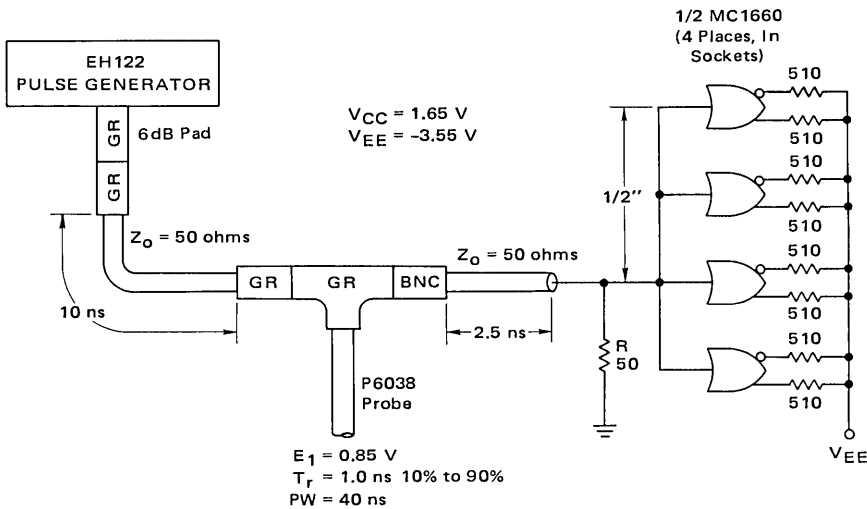 1/2 MC1660
(4 Places, In
Sockets)
EH122
PULSE GENERATOR
510
GR
6dB Pad
VCC = 1.65 V
VEE = –3.55 V
510
GR
1/2''
510
510
Zo = 50 ohms
Zo = 50 ohms
510
GR
GR
BNC
10 ns
510
2.5 ns
R
50
510
P6038
Probe
510
VEE
E1 = 0.85 V
Tr = 1.0 ns 10% to 90%
PW = 40 ns